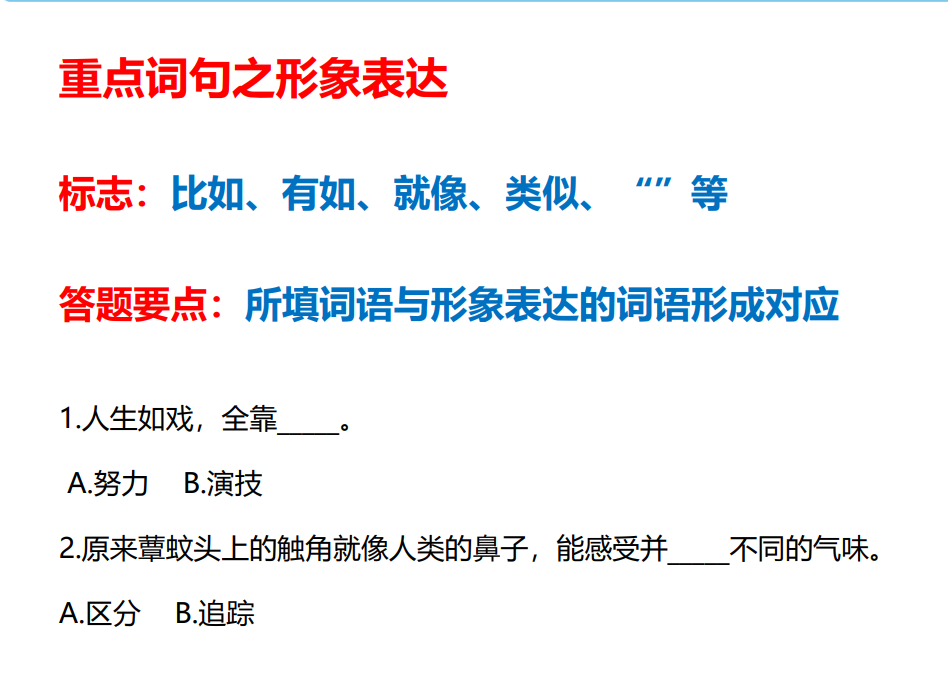 重点词句之形象表达
标志：比如、有如、就像、类似、“”等
答题要点：所填词语与形象表达的词语形成对应
1.人生如戏，全靠_____。
A.努力 B.演技
2.原来蕈蚊头上的触角就像人类的鼻子，能感受并_____不同的气味。
A.区分 B.追踪